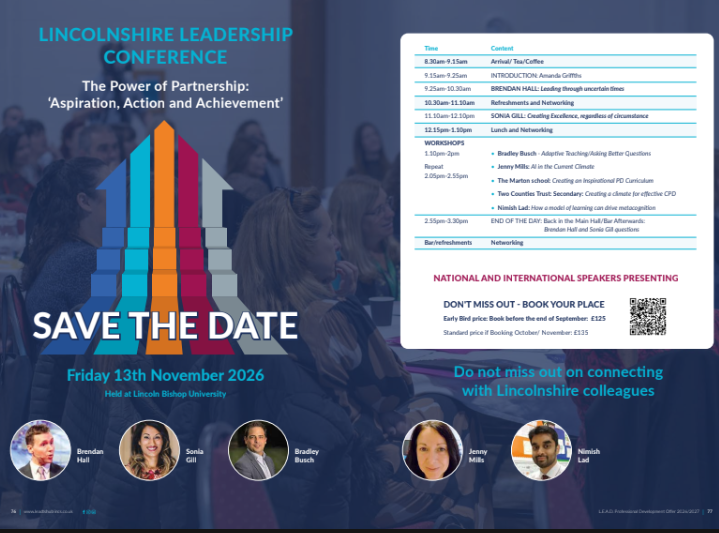 LINCOLNSHIRE LEADERSHIP
CONFERENCE
The Power of Partnership:
‘Aspiration, Action and Achievement’
SAVE THE DATE
Friday 13th November 2026
Held at Lincoln Bishop University
Brendan
Hall
Sonia
Gill
Bradley
Busch
76
Time Content
8.30am-9.15am Arrival/ Tea/Coffee
9.15am-9.25am INTRODUCTION: Amanda Griffiths
9.25am-10.30am BRENDAN HALL: Leading through uncertain times
10.30am-11.10am Refreshments and Networking
11.10am-12.10pm SONIA GILL: Creating Excellence, regardless of circumstance
12.15pm-1.10pm Lunch and Networking
WORKSHOPS
1.10pm-2pm
Repeat
2.05pm-2.55pm
• Bradley Busch - Adaptive Teaching/Asking Better Questions
• Jenny Mills: AI in the Current Climate
• The Marton school: Creating an Inspirational PD Curriculum
• Two Counties Trust: Secondary: Creating a climate for effective CPD
• Nimish Lad: How a model of learning can drive metacognition
2.55pm-3.30pm END OF THE DAY: Back in the Main Hall/Bar Afterwards:
Brendan Hall and Sonia Gill questions
Bar/refreshments Networking
NATIONAL AND INTERNATIONAL SPEAKERS PRESENTING
DON'T MISS OUT - BOOK YOUR PLACE
Early Bird price: Book before the end of September: £125
Standard price if Booking October/ November: £135
Do not miss out on connecting
with Lincolnshire colleagues
Jenny
Mills
Nimish
Lad
L.E.A.D. Professional Development Offer 2026/2027 | 77